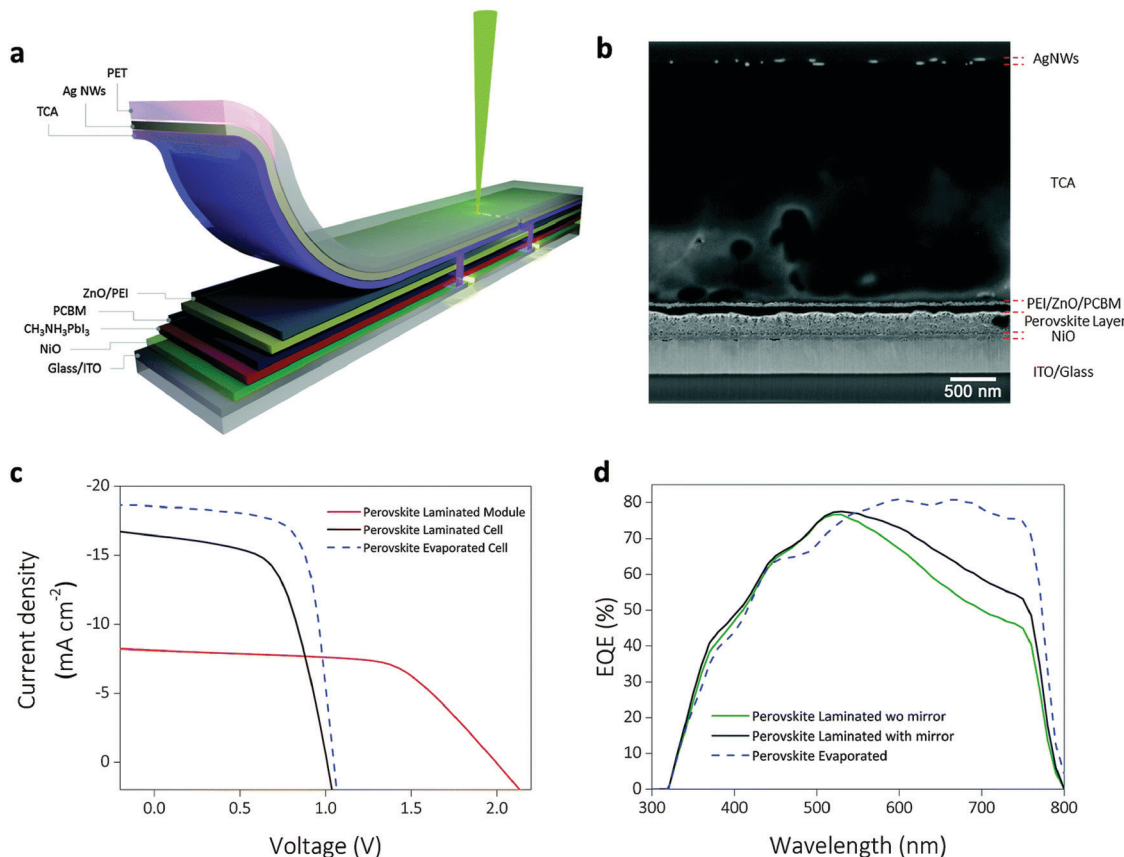 a
PET
Ag NWs
TCA
ZnO/PEI
PCBM
CH₃NH₃PbI₃
NiO
Glass/ITO
b
AgNWs
TCA
PEI/ZnO/PCBM
Perovskite Layer
NiO
ITO/Glass
500 nm
c
-20
-15
-10
-5
0
0.0 0.5 1.0 1.5 2.0
Current density
(mA cm⁻²)
Voltage (V)
Perovskite Laminated Module
Perovskite Laminated Cell
Perovskite Evaporated Cell
d
80
70
60
50
40
30
20
10
0
300 400 500 600 700 800
EQE (%)
Wavelength (nm)
Perovskite Laminated wo mirror
Perovskite Laminated with mirror
Perovskite Evaporated